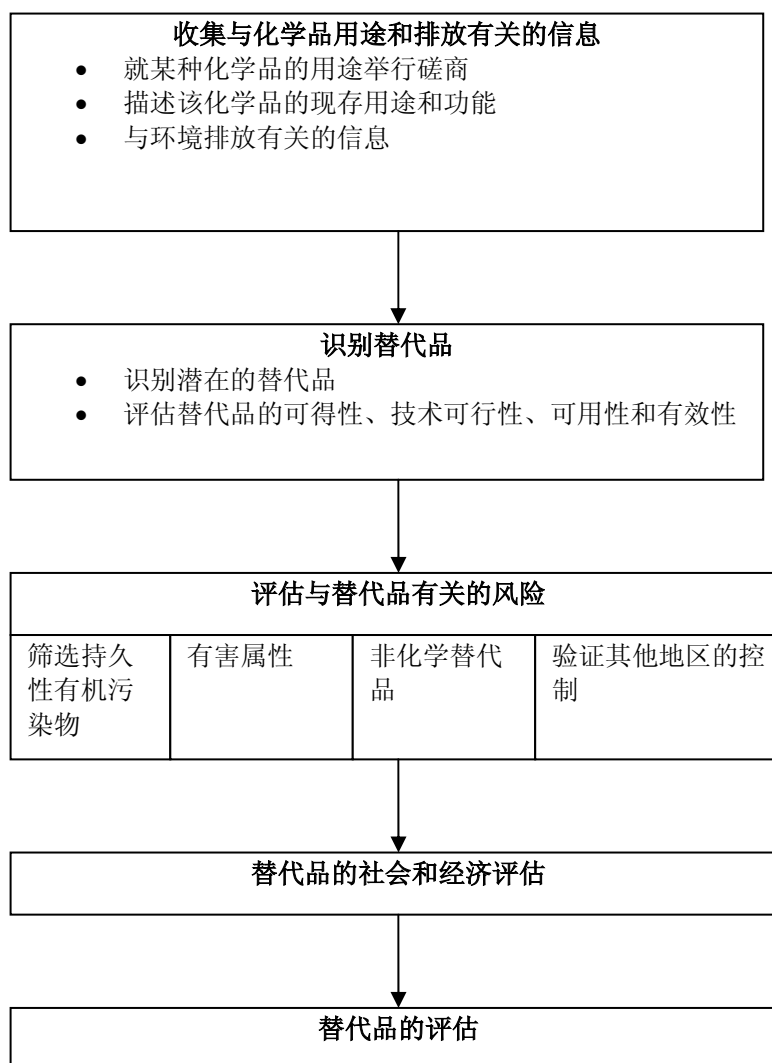 收集与化学品用途和排放有关的信息
• 就某种化学品的用途举行磋商
• 描述该化学品的现存用途和功能
• 与环境排放有关的信息
识别替代品
• 识别潜在的替代品
• 评估替代品的可得性、技术可行性、可用性和有效性
评估与替代品有关的风险
筛选持久
性有机污
染物
有害属性
非化学替代
品
验证其他地区的控
制
替代品的社会和经济评估
替代品的评估